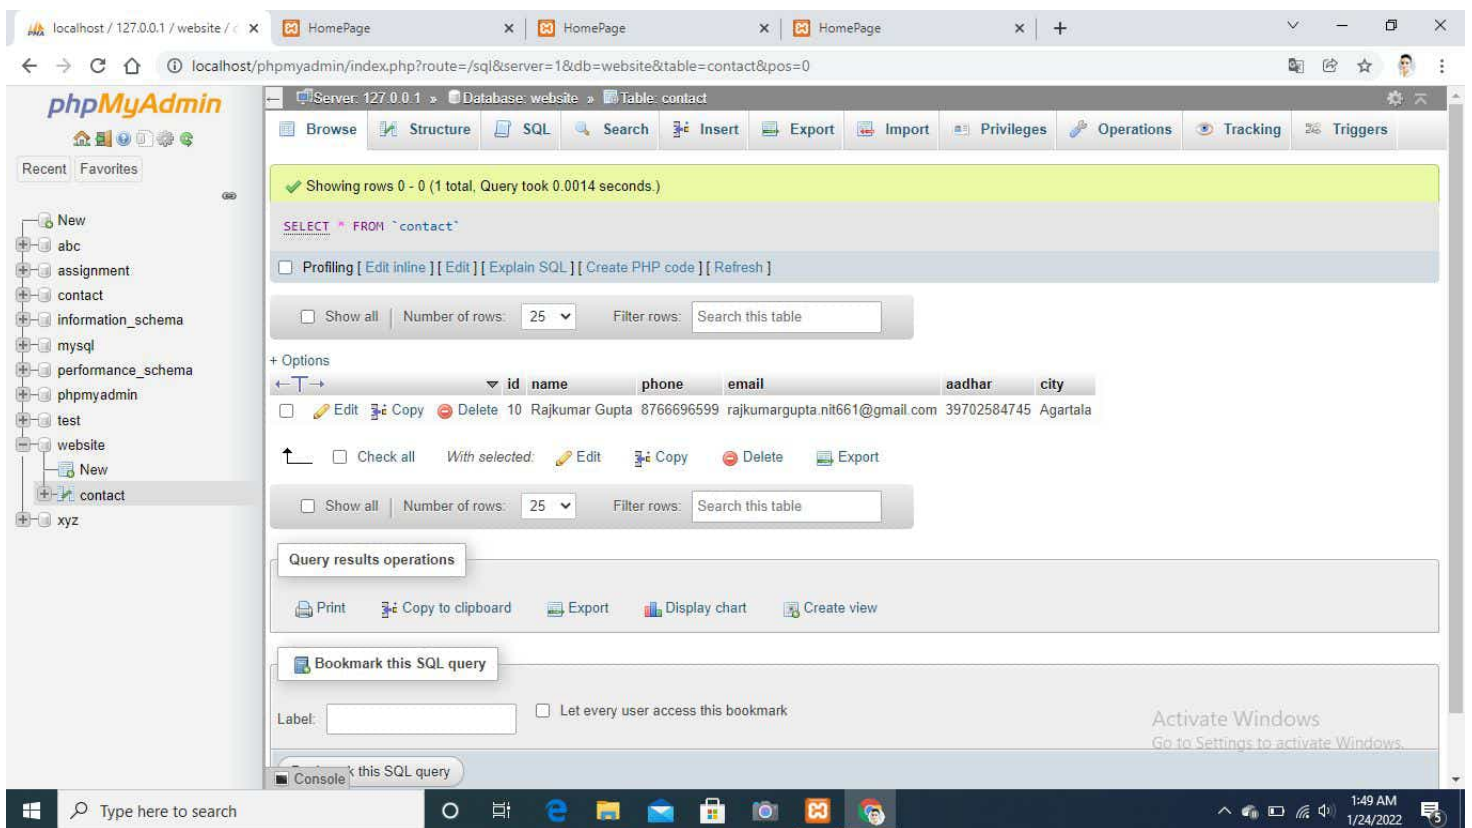 localhost / 127.0.0.1 / website / c
HomePage
HomePage
HomePage
localhost/phpmyadmin/index.php?route=/sql&server=1&db=website&table=contact&pos=0
phpMyAdmin
Recent Favorites
New
abc
assignment
contact
information_schema
mysql
performance_schema
phpmyadmin
test
website
New
contact
xyz
Server: 127.0.0.1 » Database: website » Table: contact
Browse Structure SQL Search Insert Export Import Privileges Operations Tracking Triggers
Showing rows 0 - 0 (1 total, Query took 0.0014 seconds.)
SELECT * FROM `contact`
Profiling [ Edit inline ] [ Edit ] [ Explain SQL ] [ Create PHP code ] [ Refresh ]
Show all | Number of rows: 25 Filter rows: Search this table
+ Options
←T→ id name phone email aadhar city
Edit Copy Delete 10 Rajkumar Gupta 8766696599 rajkumargupta.nit661@gmail.com 39702584745 Agartala
Check all With selected: Edit Copy Delete Export
Show all | Number of rows: 25 Filter rows: Search this table
Query results operations
Print Copy to clipboard Export Display chart Create view
Bookmark this SQL query
Label: Let every user access this bookmark
Activate Windows
Go to Settings to activate Windows.
k this SQL query
Console
Type here to search
1:49 AM
1/24/2022
5